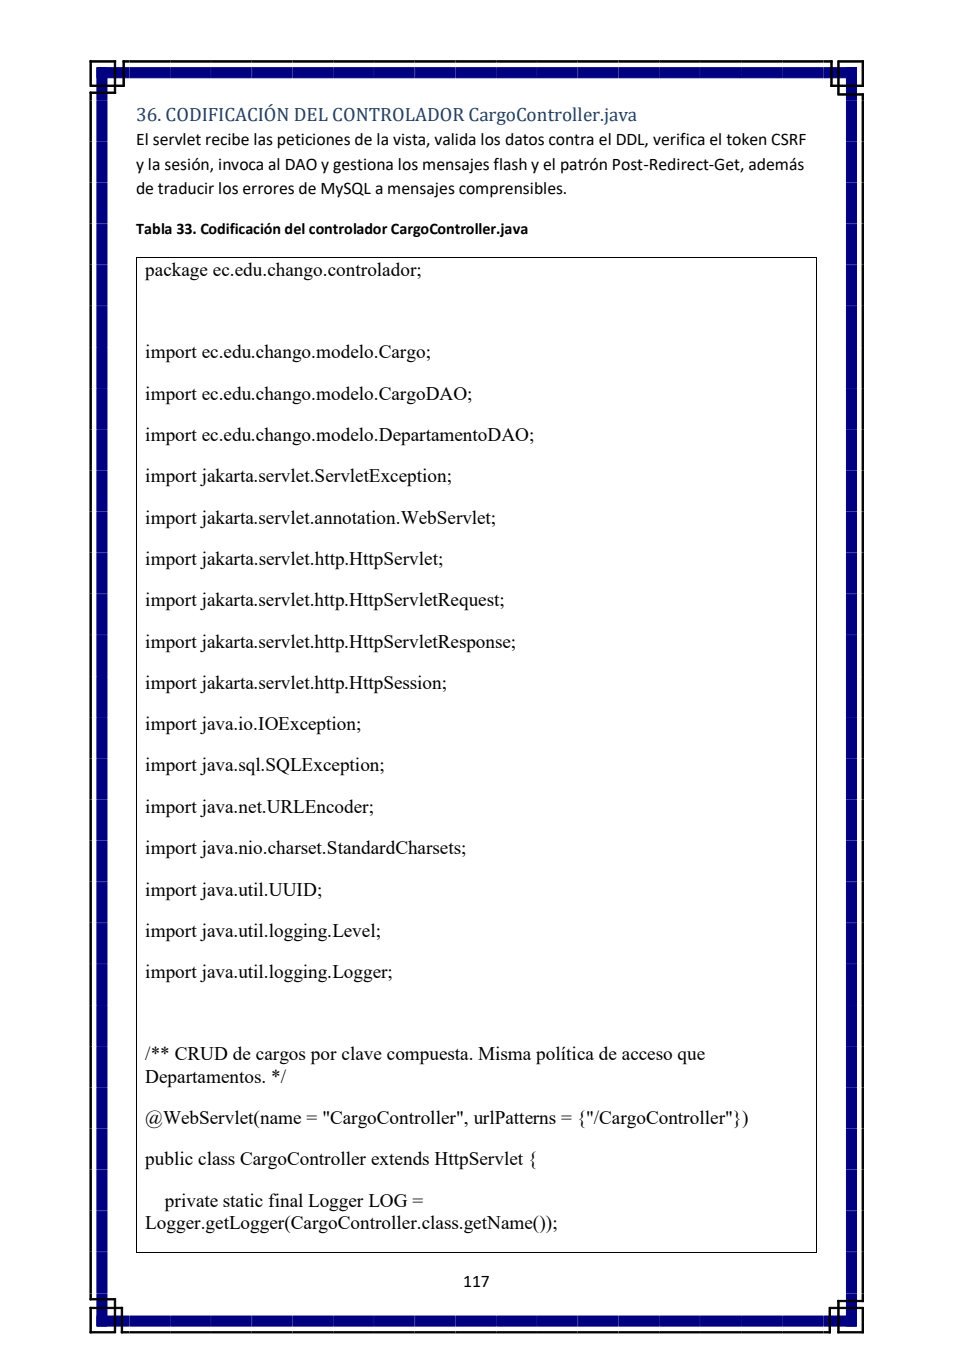 36. CODIFICACIÓN DEL CONTROLADOR CargoController.java
El servlet recibe las peticiones de la vista, valida los datos contra el DDL, verifica el token CSRF
y la sesión, invoca al DAO y gestiona los mensajes flash y el patrón Post-Redirect-Get, además
de traducir los errores de MySQL a mensajes comprensibles.
Tabla 33. Codificación del controlador CargoController.java
package ec.edu.chango.controlador;
import ec.edu.chango.modelo.Cargo;
import ec.edu.chango.modelo.CargoDAO;
import ec.edu.chango.modelo.DepartamentoDAO;
import jakarta.servlet.ServletException;
import jakarta.servlet.annotation.WebServlet;
import jakarta.servlet.http.HttpServlet;
import jakarta.servlet.http.HttpServletRequest;
import jakarta.servlet.http.HttpServletResponse;
import jakarta.servlet.http.HttpSession;
import java.io.IOException;
import java.sql.SQLException;
import java.net.URLEncoder;
import java.nio.charset.StandardCharsets;
import java.util.UUID;
import java.util.logging.Level;
import java.util.logging.Logger;
/** CRUD de cargos por clave compuesta. Misma política de acceso que
Departamentos. */
@WebServlet(name = "CargoController", urlPatterns = {"/CargoController"})
public class CargoController extends HttpServlet {
private static final Logger LOG =
Logger.getLogger(CargoController.class.getName());
117